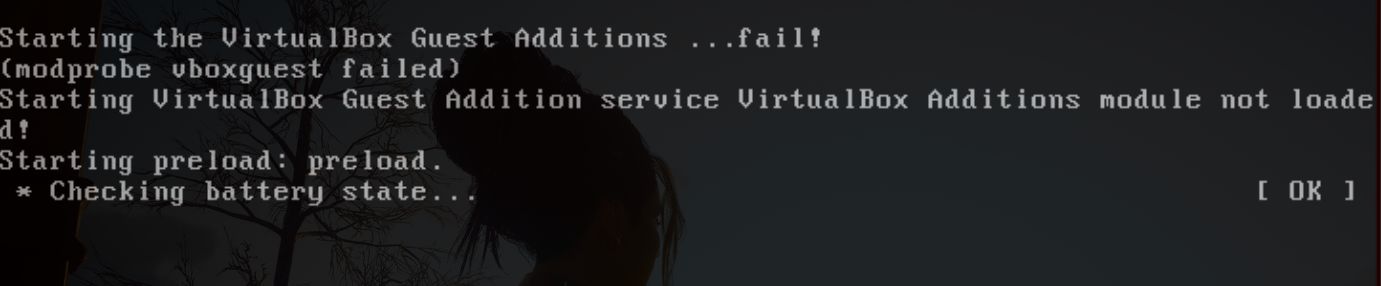 Starting the VirtualBox Guest Additions ...fail!
(modprobe vboxguest failed)
Starting VirtualBox Guest Addition service VirtualBox Additions module not loade
d!
Starting preload: preload.
* Checking battery state... [ OK ]